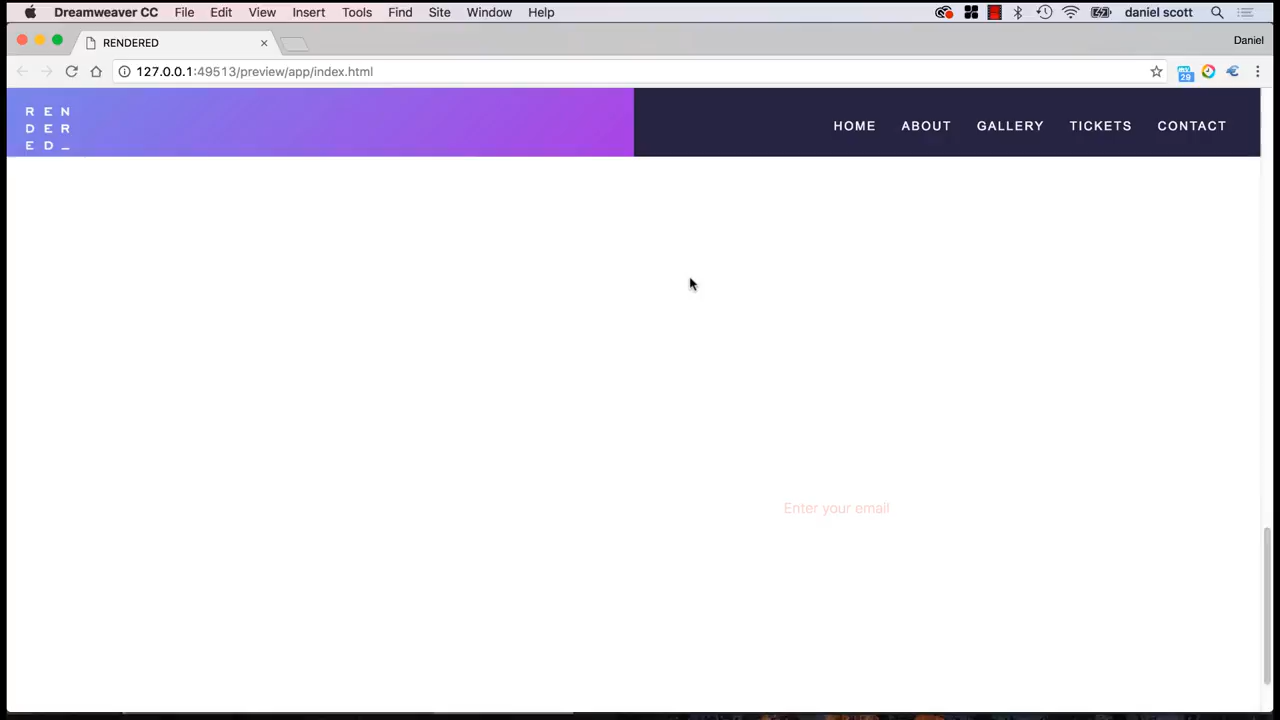 Dreamweaver CC File Edit View Insert Tools Find Site Window Help daniel scott
RENDERED
Daniel
127.0.0.1:49513/preview/app/index.html
29
R E N
D E R
E D _
HOME ABOUT GALLERY TICKETS CONTACT
Enter your email